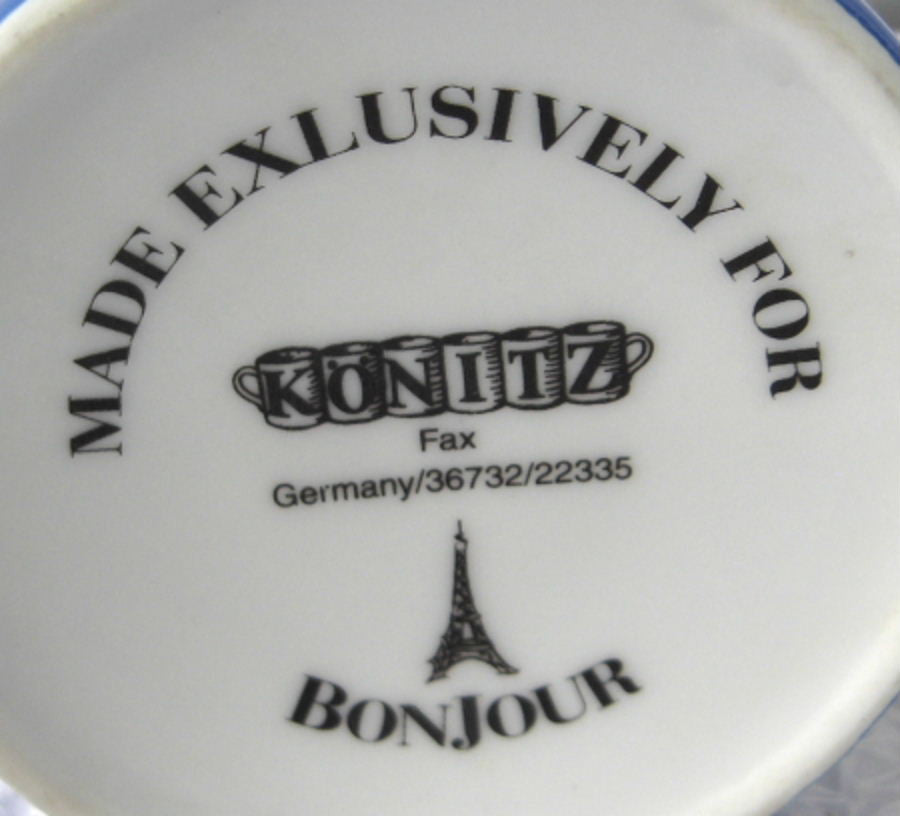 MADE EXLUSIVELY FOR
KÖNITZ
Fax
Germany/36732/22335
BONJOUR